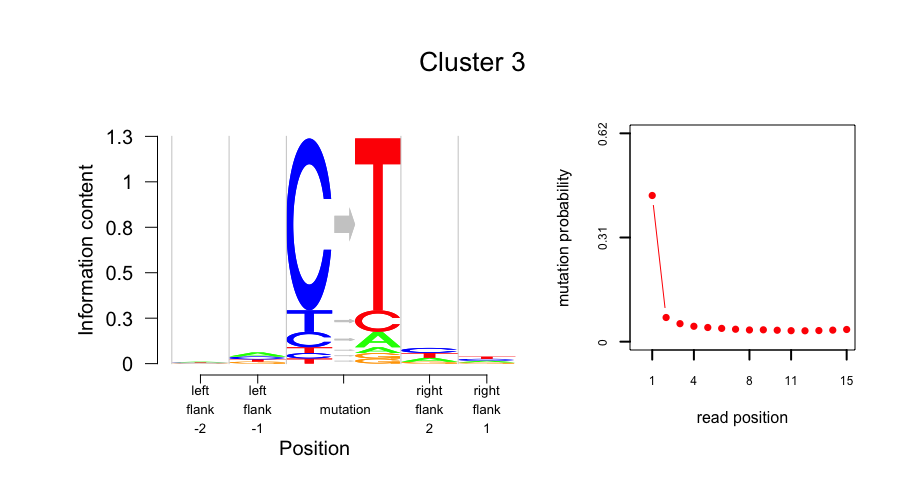 Cluster 3
Information content
1.3
1
0.8
0.5
0.3
0
C T
T C
C A
left flank -2
left flank -1
mutation
right flank 2
right flank 1
Position
mutation probability
0.62
0.31
0
1 4 8 11 15
read position